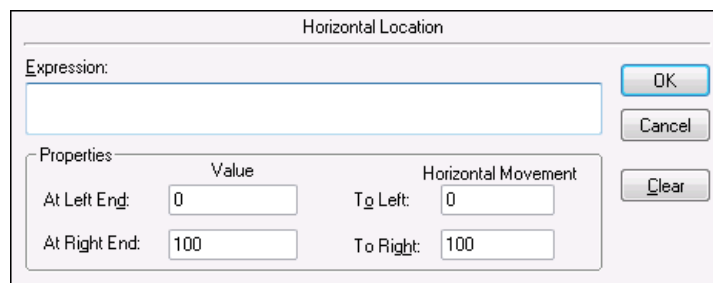 Horizontal Location
Expression:
OK
Cancel
Properties
Value
Horizontal Movement
Clear
At Left End: 0 To Left: 0
At Right End: 100 To Right: 100